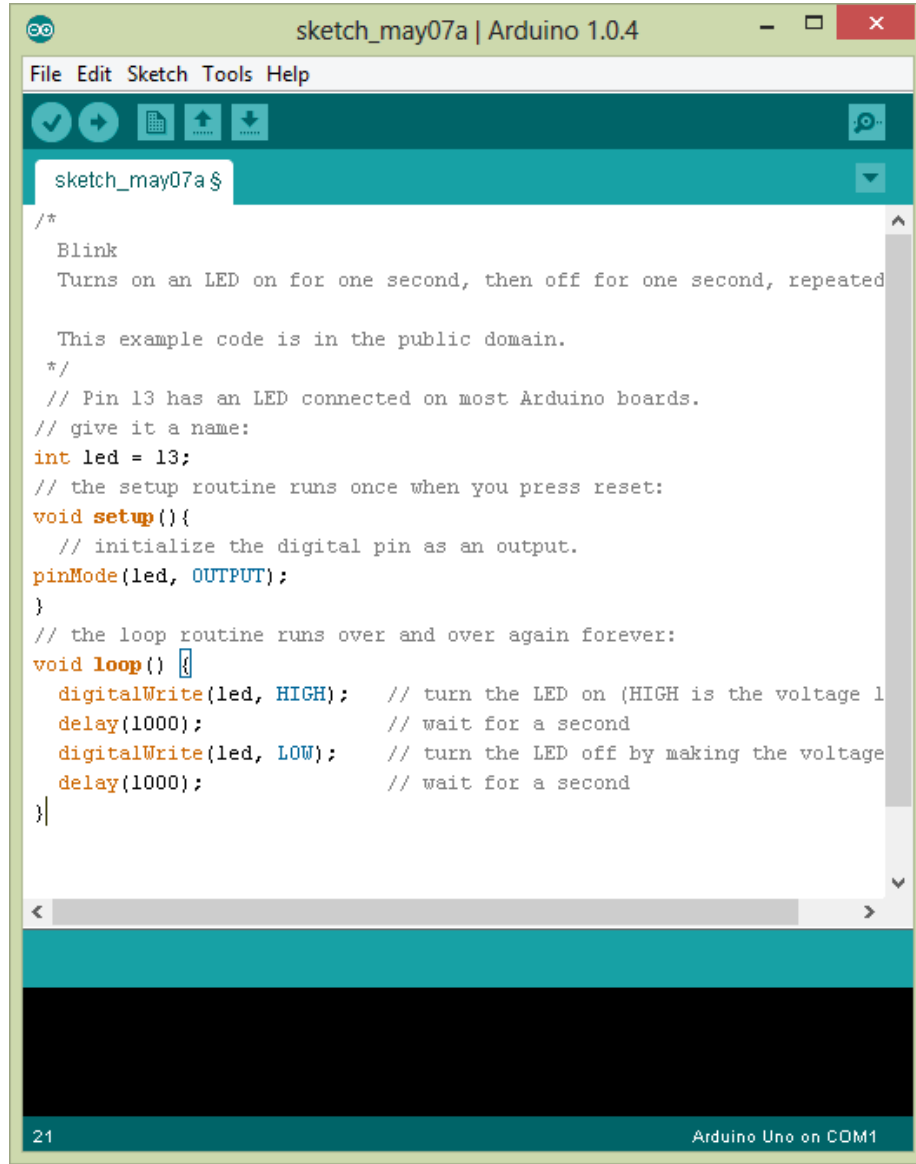 sketch_may07a | Arduino 1.0.4
File Edit Sketch Tools Help
sketch_may07a §
/*
  Blink
  Turns on an LED on for one second, then off for one second, repeated

  This example code is in the public domain.
 */
 // Pin 13 has an LED connected on most Arduino boards.
// give it a name:
int led = 13;
// the setup routine runs once when you press reset:
void setup(){
  // initialize the digital pin as an output.
pinMode(led, OUTPUT);
}
// the loop routine runs over and over again forever:
void loop() {
  digitalWrite(led, HIGH);   // turn the LED on (HIGH is the voltage l
  delay(1000);               // wait for a second
  digitalWrite(led, LOW);    // turn the LED off by making the voltage
  delay(1000);               // wait for a second
}
21 Arduino Uno on COM1